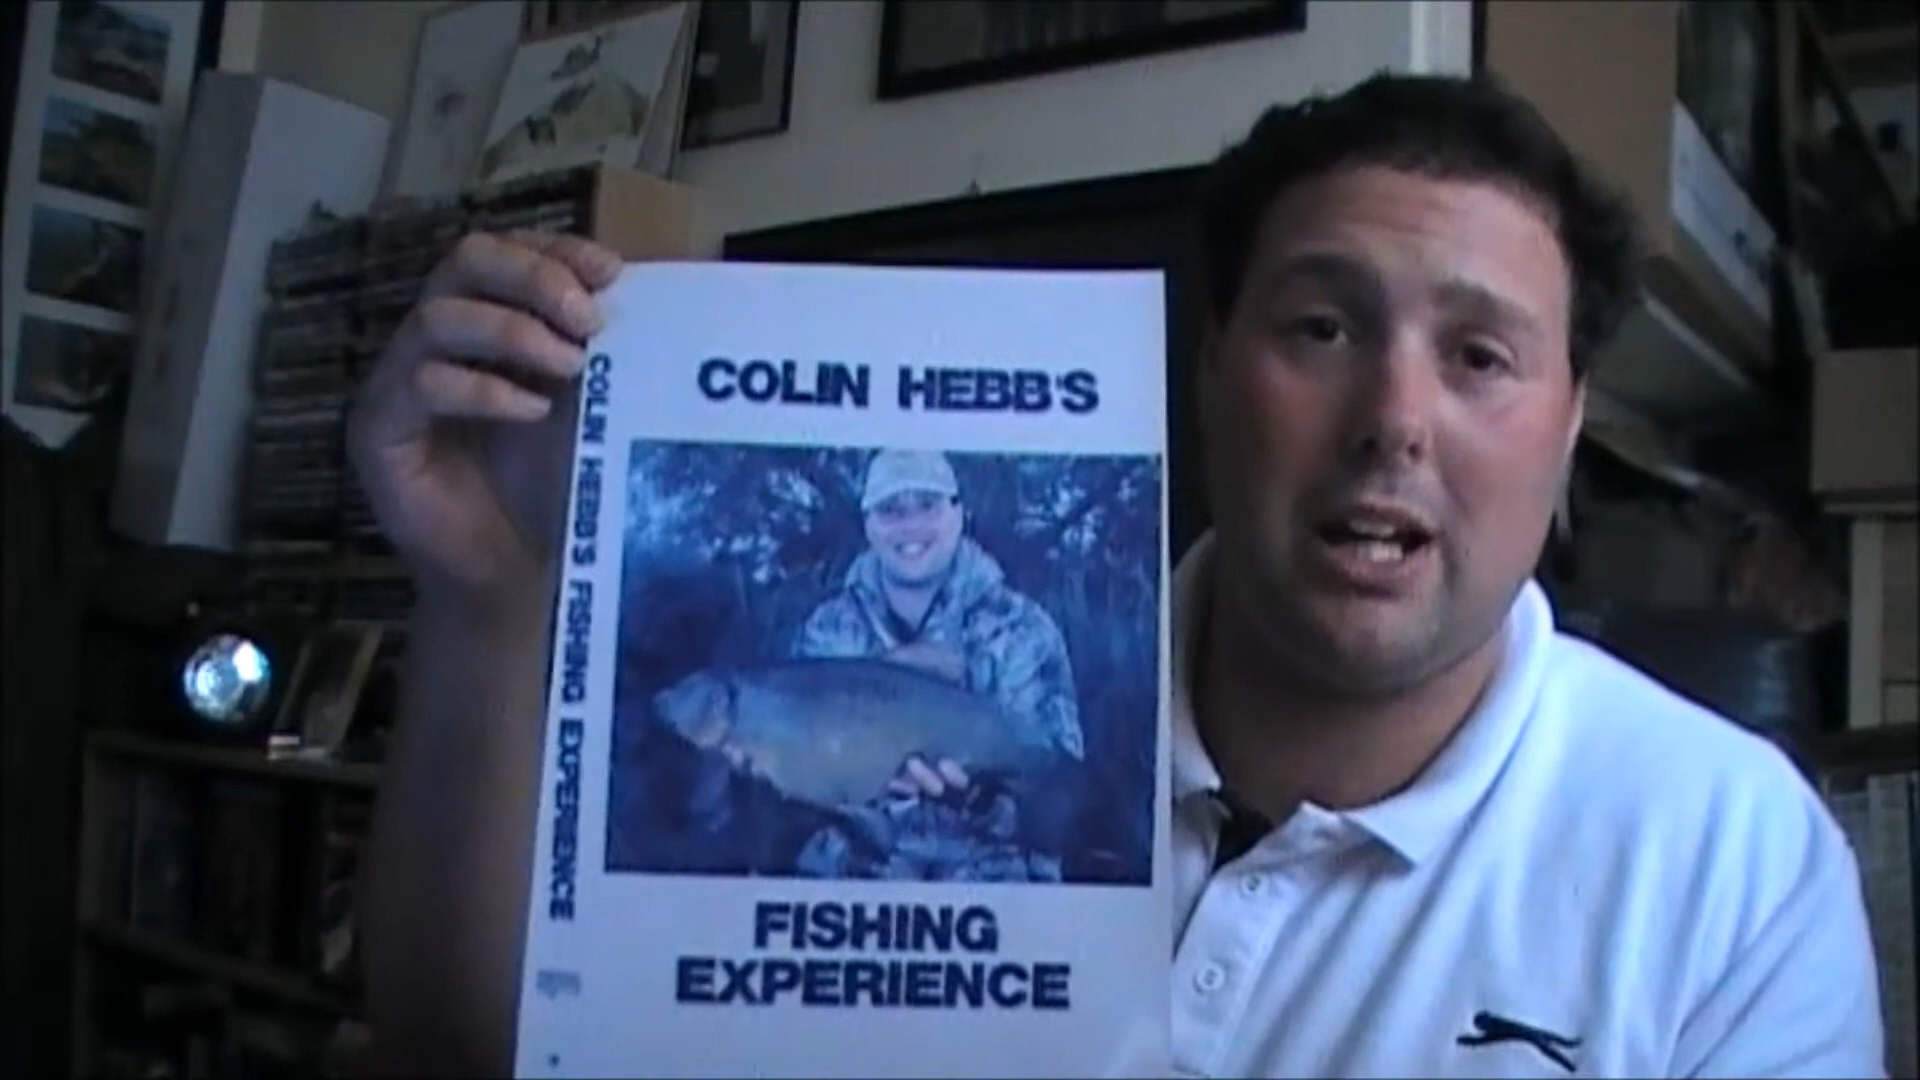 COLIN HEBB'S
FISHING
EXPERIENCE
COLIN HEBB'S FISHING EXPERIENCE